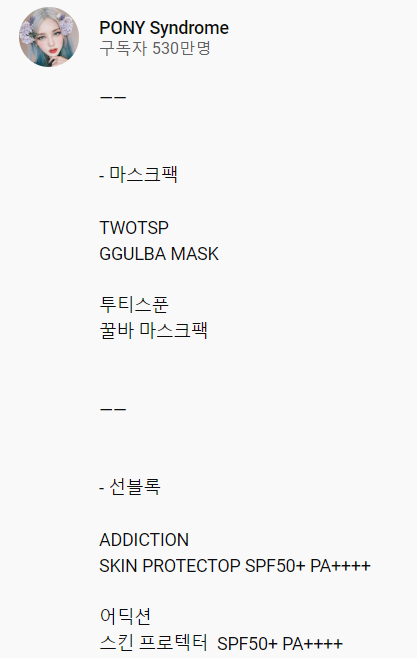 PONY Syndrome
구독자 530만명
――
- 마스크팩
TWOTSP
GGULBA MASK
투티스푼
꿀바 마스크팩
――
- 선블록
ADDICTION
SKIN PROTECTOP SPF50+ PA++++
어딕션
스킨 프로텍터 SPF50+ PA++++